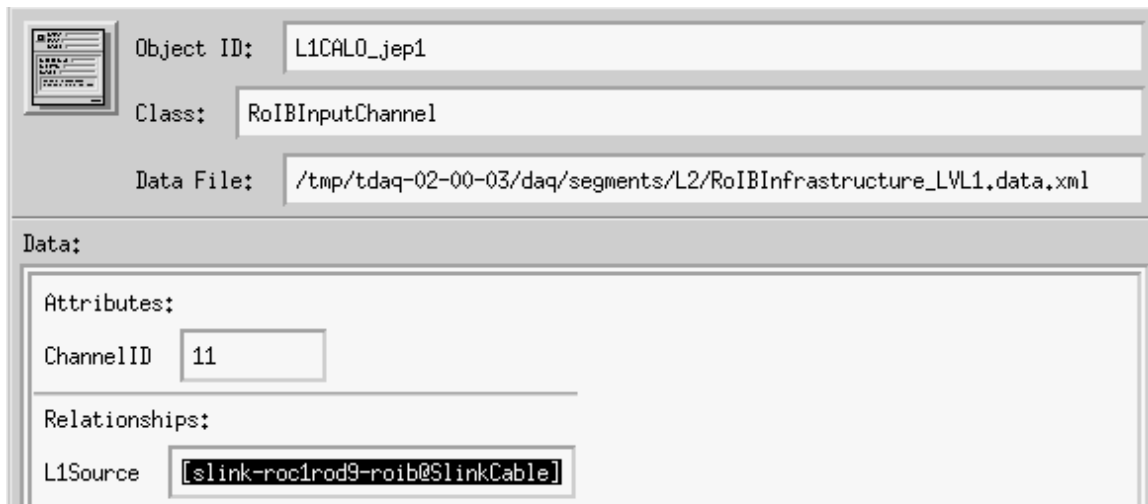 Object ID: L1CALO_jep1
Class: RoIBInputChannel
Data File: /tmp/tdaq-02-00-03/daq/segments/L2/RoIBInfrastructure_LVL1.data.xml
Data:
Attributes:
ChannelID 11
Relationships:
L1Source [slink-roc1rod9-roib@SlinkCable]